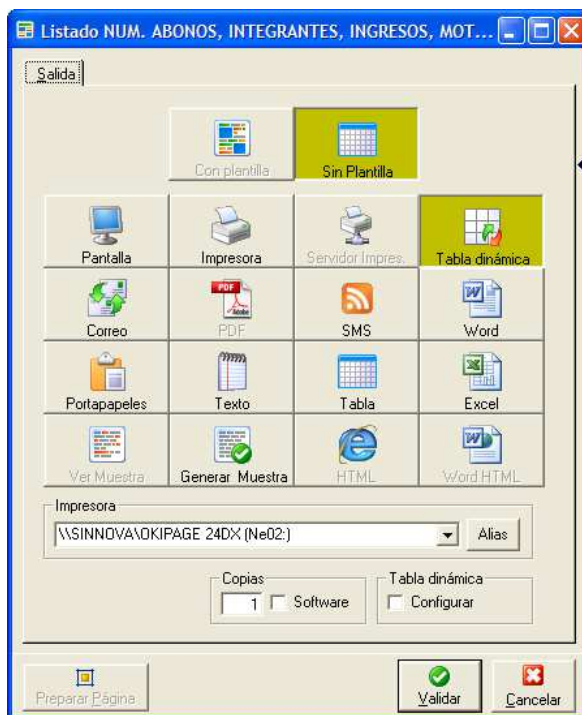 Listado NUM. ABONOS, INTEGRANTES, INGRESOS, MOT...
Salida
Con plantilla Sin Plantilla
Pantalla Impresora Servidor Impres. Tabla dinámica
Correo PDF SMS Word
Portapapeles Texto Tabla Excel
Ver Muestra Generar Muestra HTML Word HTML
Impresora
\\SINNOVA\OKIPAGE 24DX (Ne02:) Alias
Copias Tabla dinámica
1 Software Configurar
Preparar Página Validar Cancelar